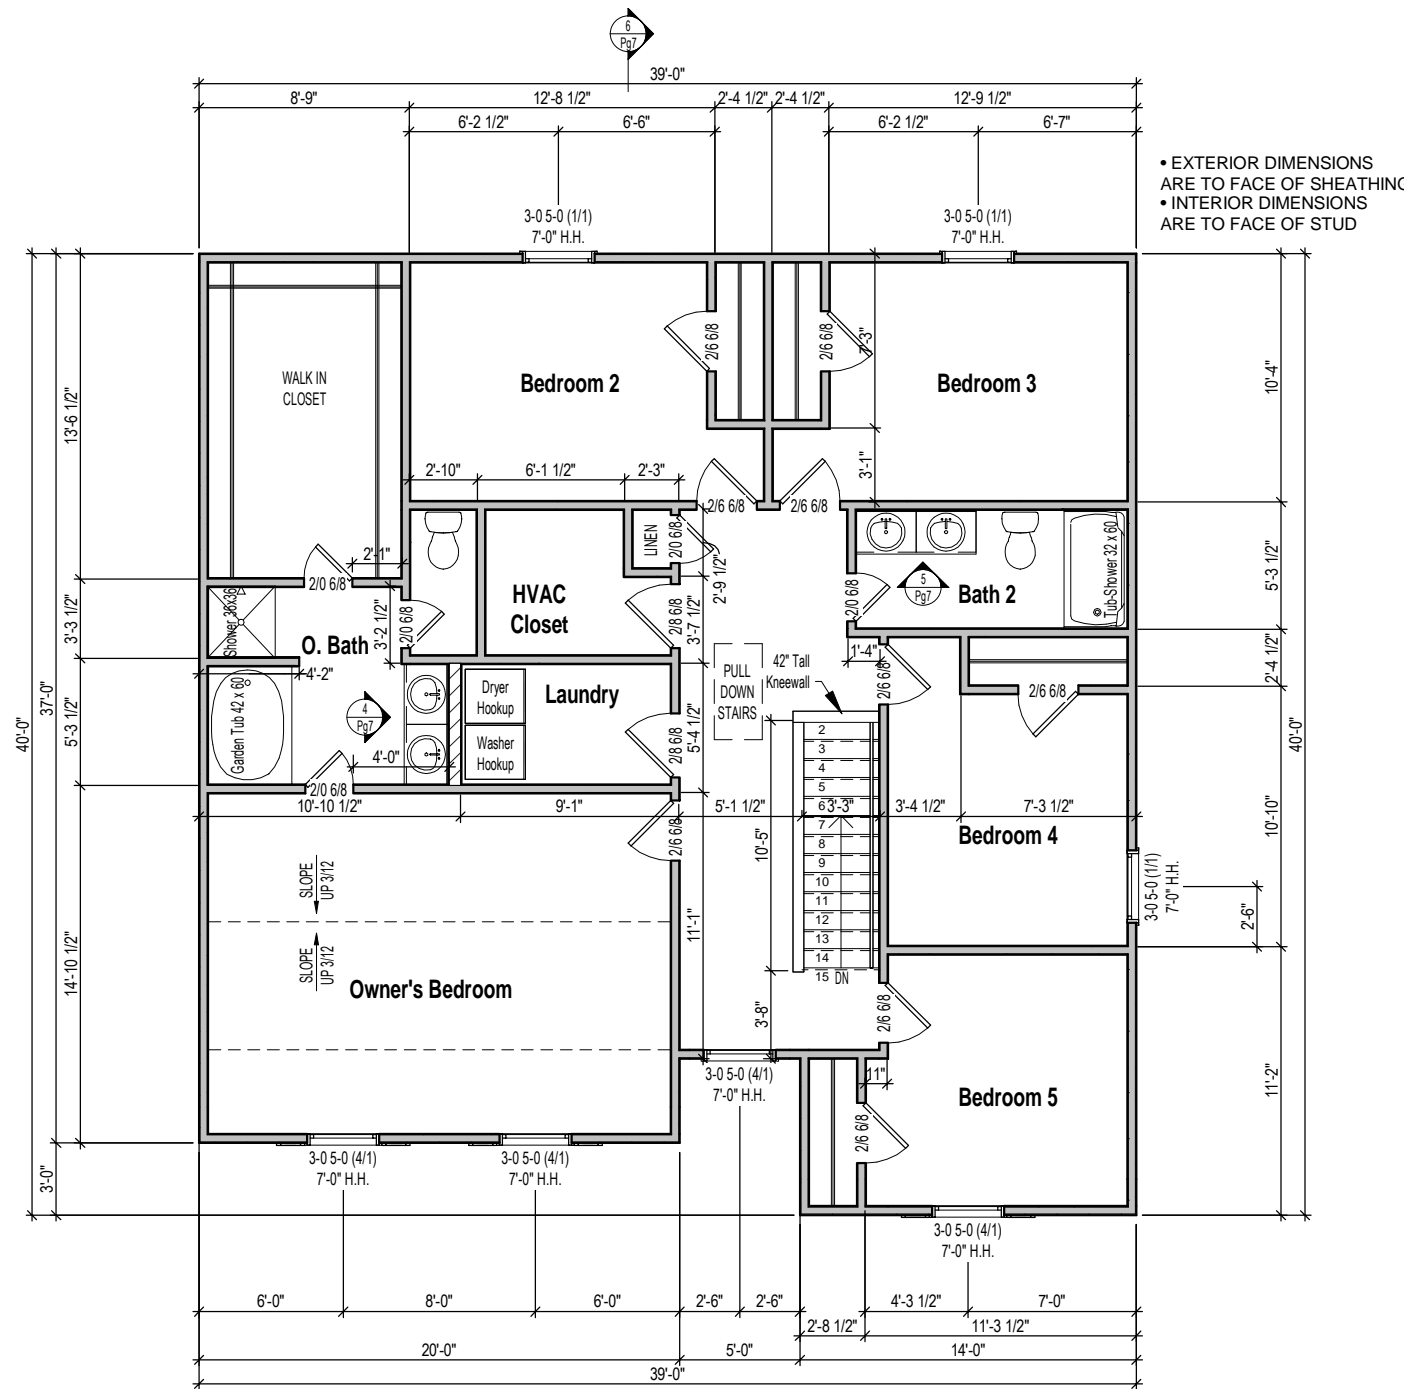 6
Pg7
39'-0"
8'-9"
12'-8 1/2"
2'-4 1/2"
2'-4 1/2"
12'-9 1/2"
6'-2 1/2"
6'-6"
6'-2 1/2"
6'-7"
• EXTERIOR DIMENSIONS
ARE TO FACE OF SHEATHING
• INTERIOR DIMENSIONS
ARE TO FACE OF STUD
3-0 5-0 (1/1)
7'-0" H.H.
3-0 5-0 (1/1)
7'-0" H.H.
40'-0"
37'-0"
3'-0"
13'-6 1/2"
3'-3 1/2"
5'-3 1/2"
14'-10 1/2"
WALK IN
CLOSET
Bedroom 2
2/6 6/8
2/6 6/8
Bedroom 3
3'-1"
10'-4"
5'-3 1/2"
2'-4 1/2"
10'-10"
11'-2"
40'-0"
2'-10"
6'-1 1/2"
2'-3"
2/6 6/8
2/6 6/8
2'-1"
2/0 6/8
LINEN
2/0 6/8
2'-9 1/2"
HVAC
Closet
2/8 6/8
3'-7 1/2"
2/0 6/8
5
Pg7
Bath 2
Tub-Shower 32 x 60
Shower 36x36
O. Bath
3'-2 1/2"
2/0 6/8
4'-2"
Garden Tub 42 x 60
4
Pg7
4'-0"
2/0 6/8
Dryer
Hookup
Washer
Hookup
Laundry
2/8 6/8
5'-4 1/2"
PULL
DOWN
STAIRS
42" Tall
Kneewall
1'-4"
2/6 6/8
2/6 6/8
10'-10 1/2"
9'-1"
5'-1 1/2"
3'-3"
3'-4 1/2"
7'-3 1/2"
2
3
4
5
6
7
8
9
10
11
12
13
14
15 DN
10'-5"
3'-8"
Bedroom 4
3-0 5-0 (1/1)
7'-0" H.H.
2'-6"
2/6 6/8
11'-1"
SLOPE
UP 3/12
SLOPE
UP 3/12
Owner's Bedroom
2/6 6/8
11"
2/6 6/8
Bedroom 5
3-0 5-0 (4/1)
7'-0" H.H.
3-0 5-0 (4/1)
7'-0" H.H.
3-0 5-0 (4/1)
7'-0" H.H.
3-0 5-0 (4/1)
7'-0" H.H.
6'-0"
8'-0"
6'-0"
2'-6"
2'-6"
4'-3 1/2"
7'-0"
2'-8 1/2"
11'-3 1/2"
20'-0"
5'-0"
14'-0"
39'-0"